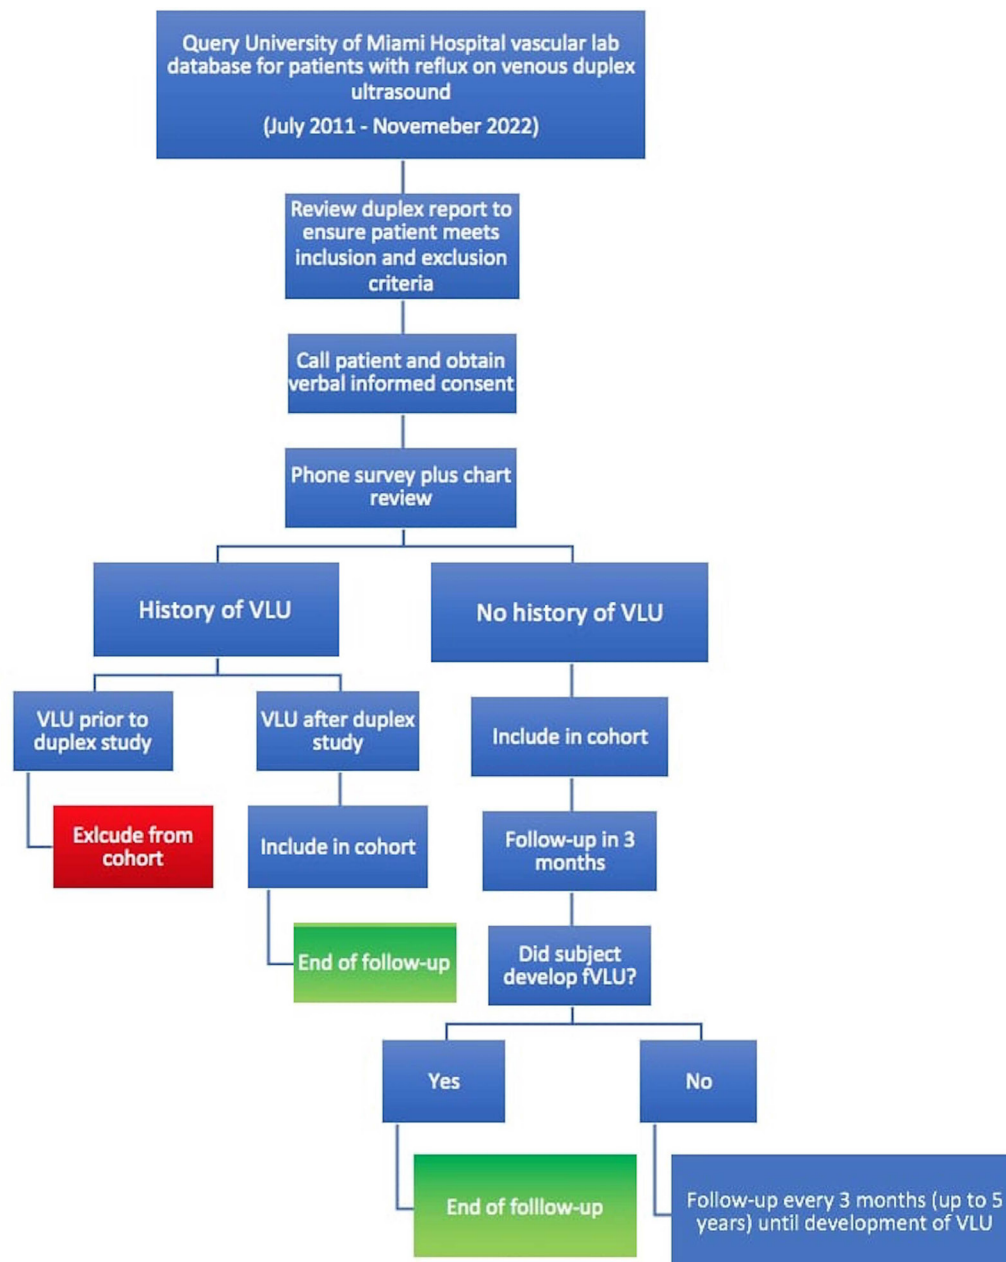 Query University of Miami Hospital vascular lab
database for patients with reflux on venous duplex
ultrasound
(July 2011 - Novemeber 2022)
Review duplex report to
ensure patient meets
inclusion and exclusion
criteria
Call patient and obtain
verbal informed consent
Phone survey plus chart
review
History of VLU
No history of VLU
VLU prior to
duplex study
VLU after duplex
study
Include in cohort
Exlcude from
cohort
Include in cohort
Follow-up in 3
months
End of follow-up
Did subject
develop fVLU?
Yes
No
End of folllow-up
Follow-up every 3 months (up to 5
years) until development of VLU